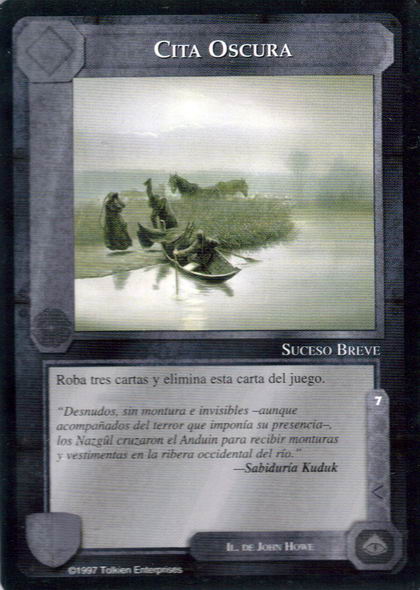 CITA OSCURA
SUCESO BREVE
Roba tres cartas y elimina esta carta del juego.
7
“Desnudos, sin montura e invisibles –aunque
acompañados del terror que imponía su presencia–,
los Nazgûl cruzaron el Anduin para recibir monturas
y vestimentas en la ribera occidental del río.”
—Sabiduría Kuduk
IL. DE JOHN HOWE
©1997 Tolkien Enterprises